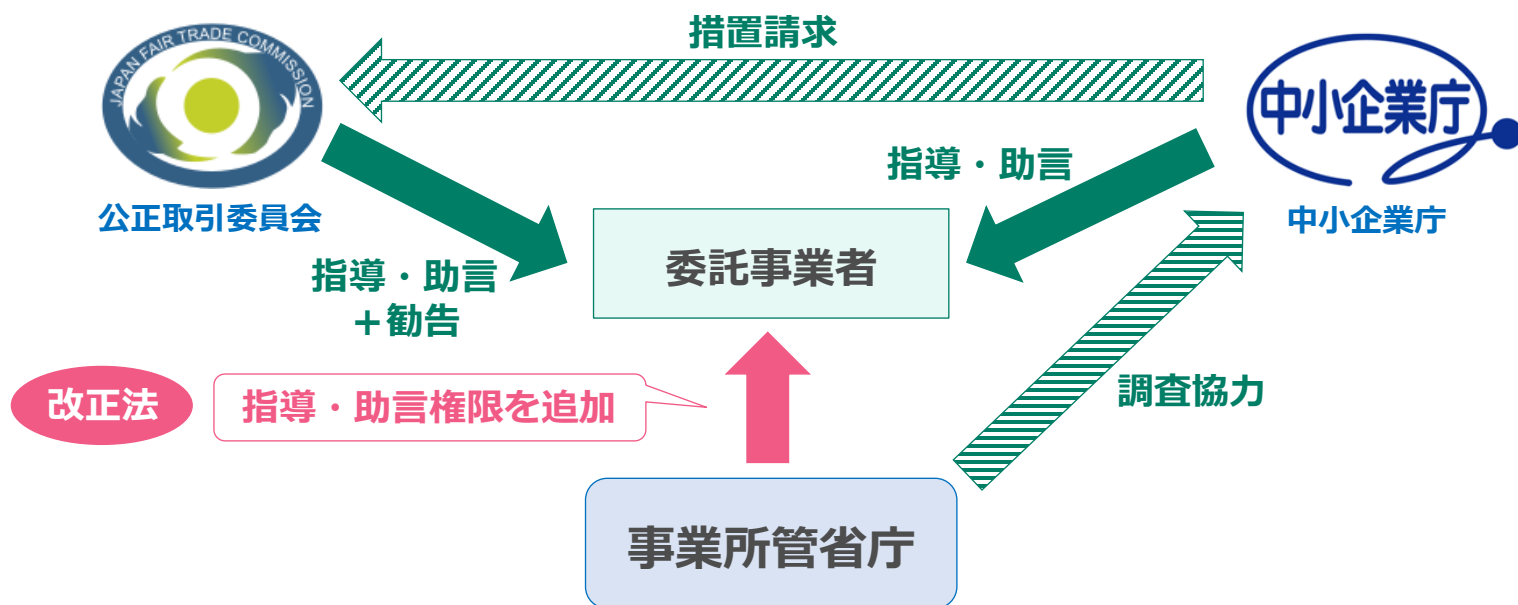 措置請求
JAPAN FAIR TRADE COMMISSION
中小企業庁
公正取引委員会
指導・助言
中小企業庁
委託事業者
指導・助言
＋勧告
改正法
指導・助言権限を追加
調査協力
事業所管省庁